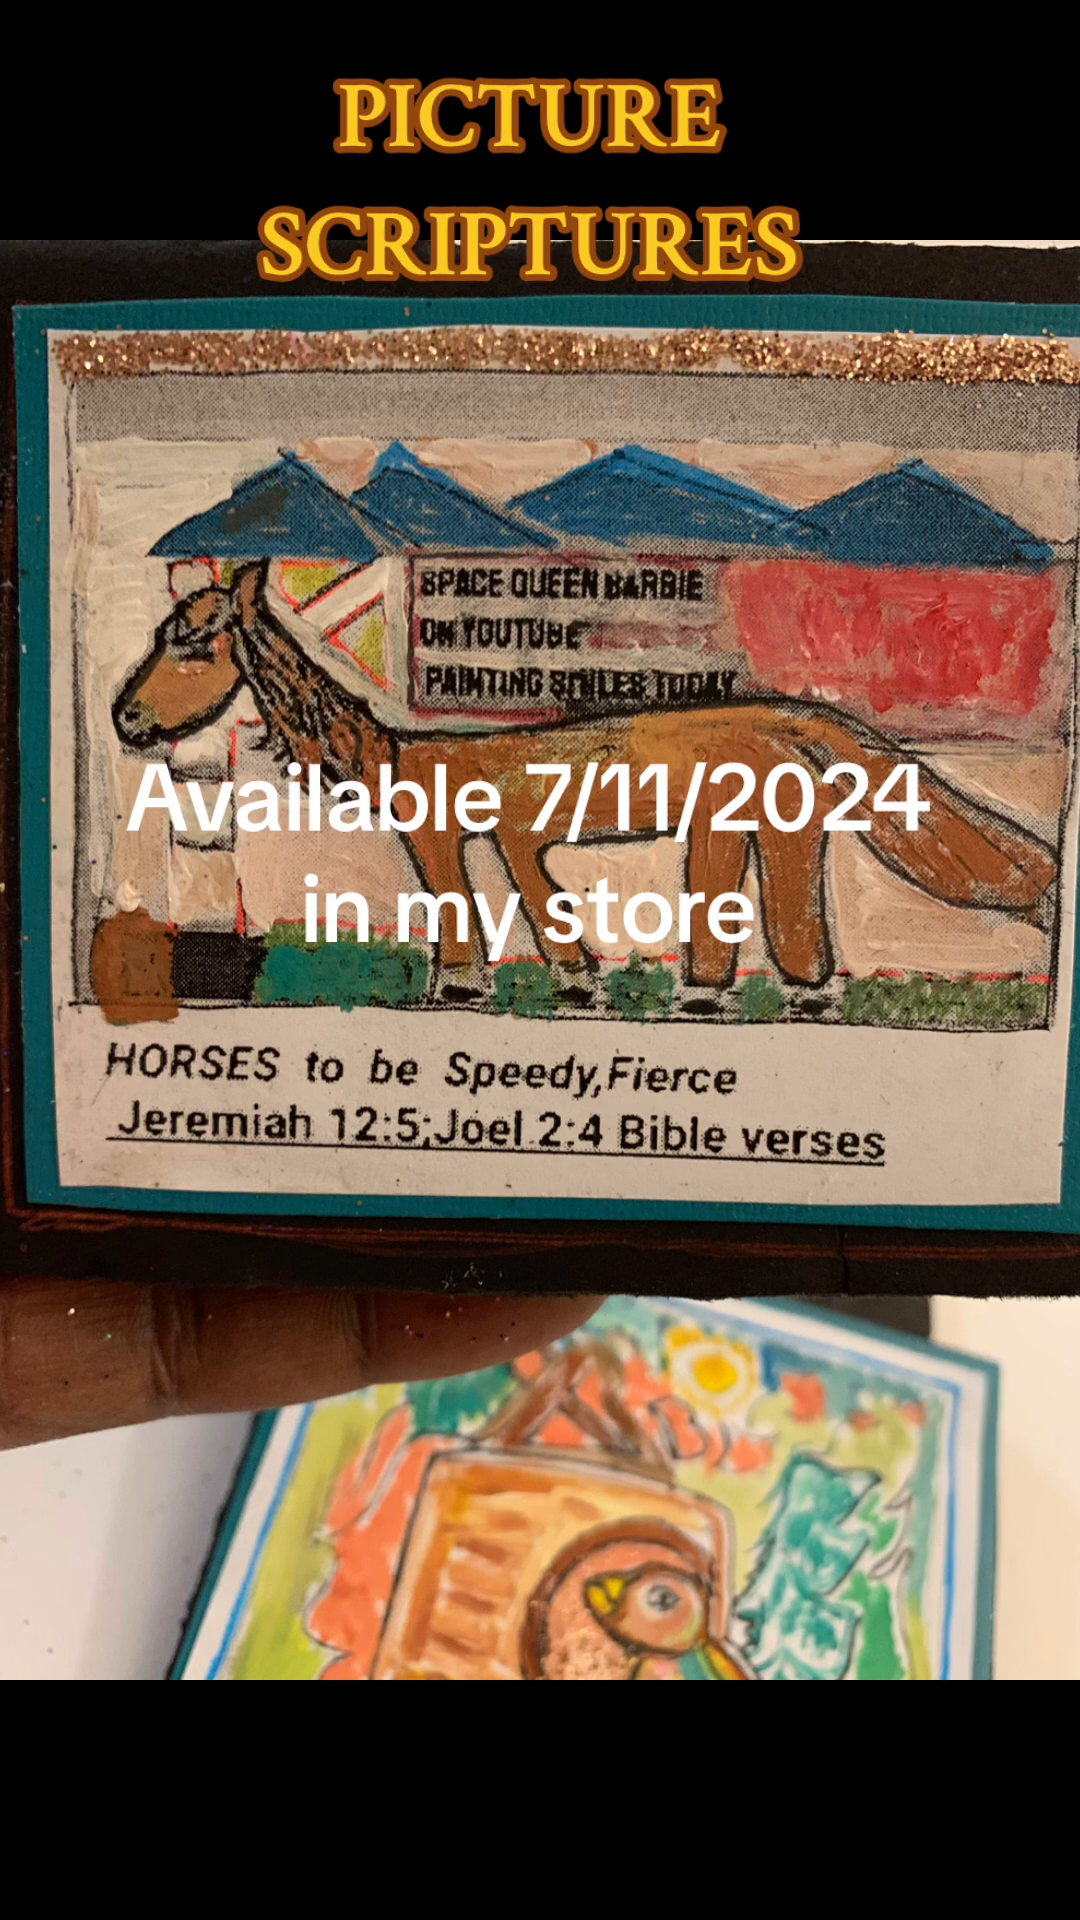 PICTURE
SCRIPTURES
SPACE QUEEN BARBIE
ON YOUTUBE
PAINTING SMILES TODAY
Available 7/11/2024
in my store
HORSES to be Speedy,Fierce
Jeremiah 12:5;Joel 2:4 Bible verses